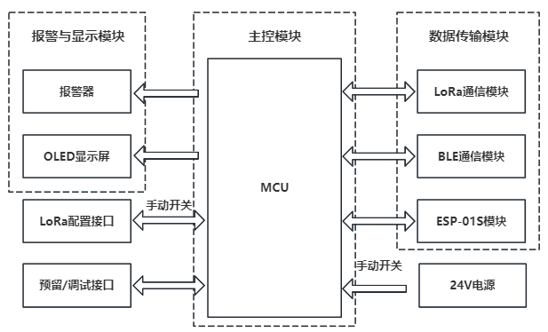 报警与显示模块
主控模块
数据传输模块
报警器
LoRa通信模块
OLED显示屏
BLE通信模块
MCU
手动开关
LoRa配置接口
ESP-01S模块
手动开关
预留/调试接口
24V电源